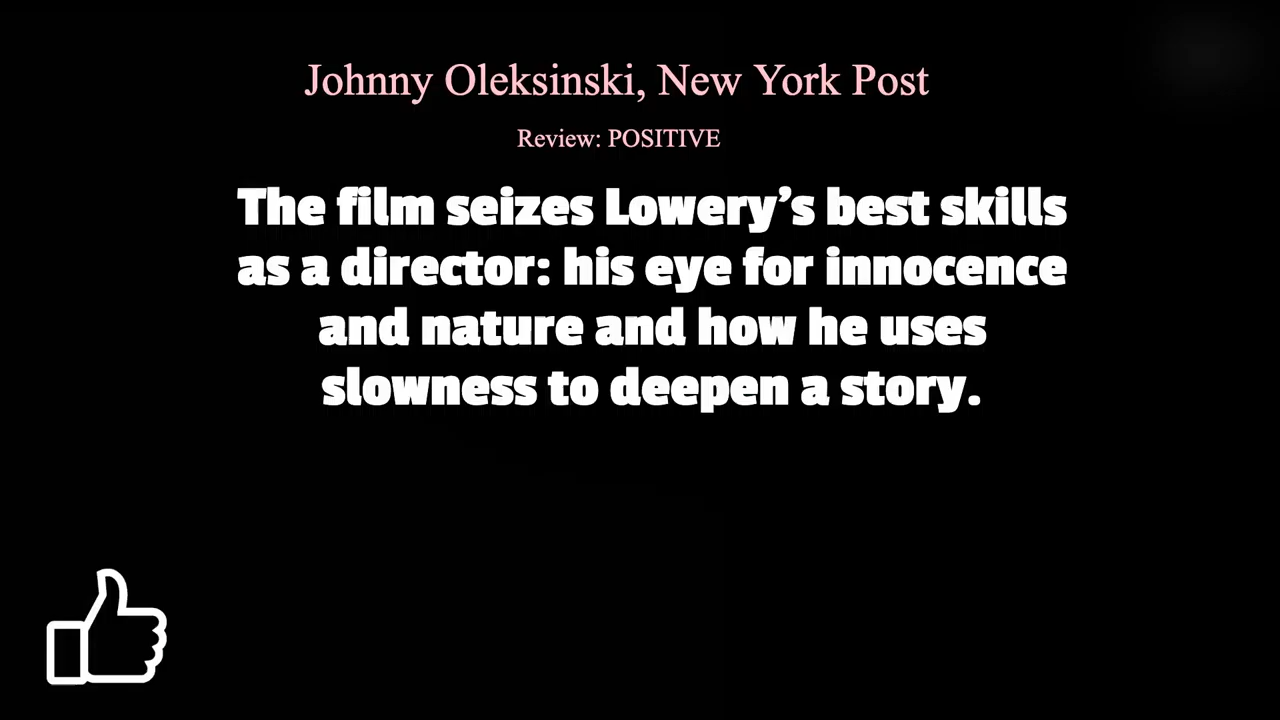 Johnny Oleksinski, New York Post
Review: POSITIVE
The film seizes Lowery’s best skills
as a director: his eye for innocence
and nature and how he uses
slowness to deepen a story.